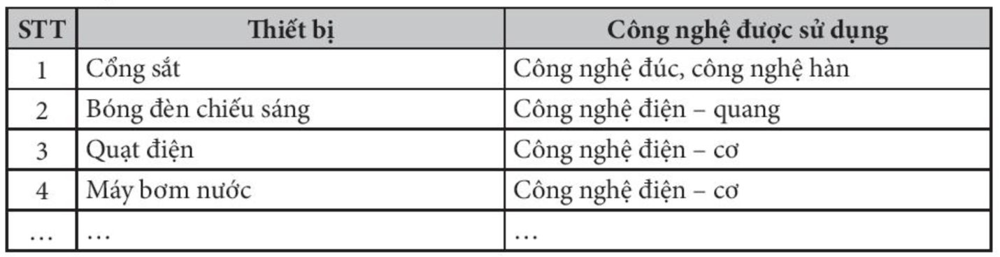 STT Thiết bị Công nghệ được sử dụng
1 Cổng sắt Công nghệ đúc, công nghệ hàn
2 Bóng đèn chiếu sáng Công nghệ điện – quang
3 Quạt điện Công nghệ điện – cơ
4 Máy bơm nước Công nghệ điện – cơ
… … …